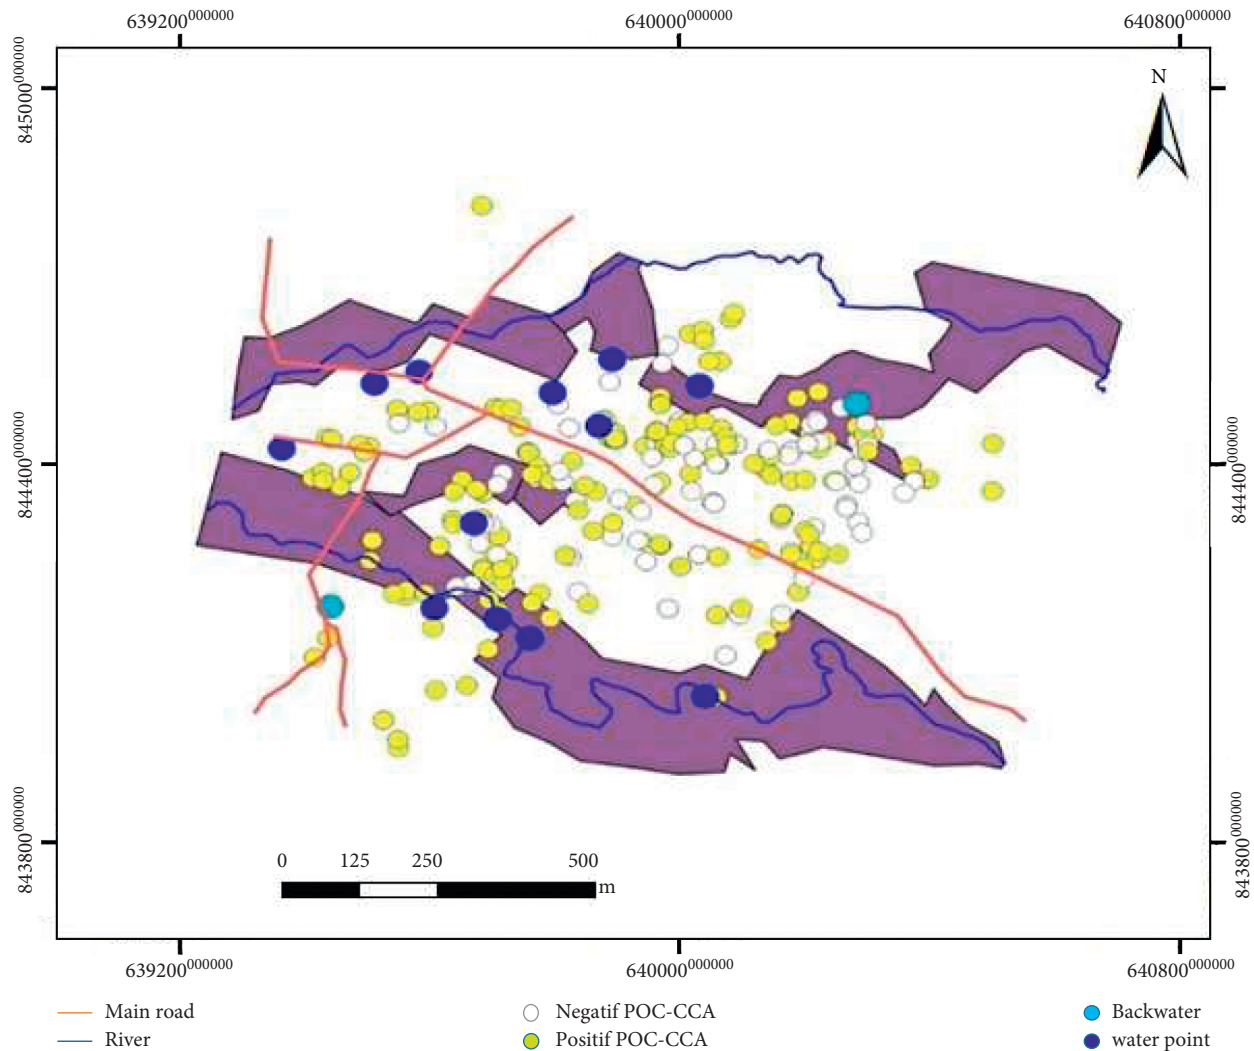 639200000000 640000000000 640800000000
N
845000000000
844400000000 844400000000
843800000000 843800000000
0 125 250 500
m
639200000000 640000000000 640800000000
Main road Negatif POC-CCA Backwater
River Positif POC-CCA water point